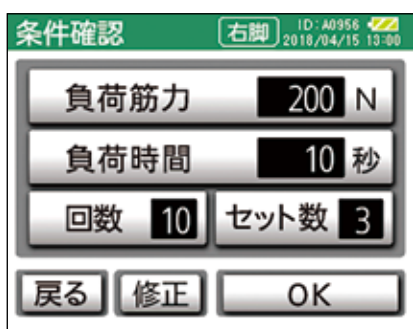 条件確認 右脚 ID:A0956
2018/04/15 13:00
負荷筋力 200 N
負荷時間 10 秒
回数 10 セット数 3
戻る 修正 OK